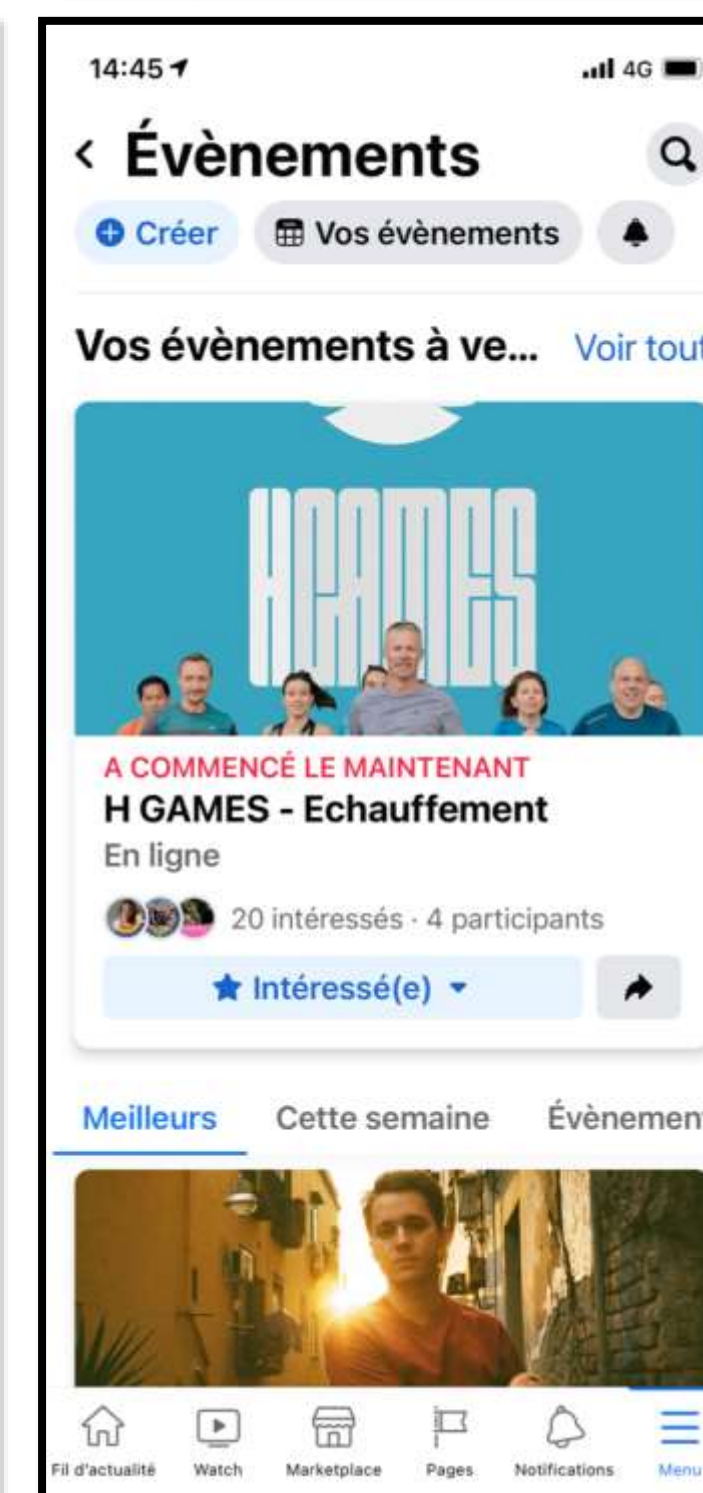 14:45
4G
Évènements
Créer
Vos évènements
Vos évènements à ve...
Voir tout
HGAMES
A COMMENCÉ LE MAINTENANT
H GAMES - Echauffement
En ligne
20 intéressés · 4 participants
Intéressé(e)
Meilleurs
Cette semaine
Évènement
Fil d'actualité
Watch
Marketplace
Pages
Notifications
Menu